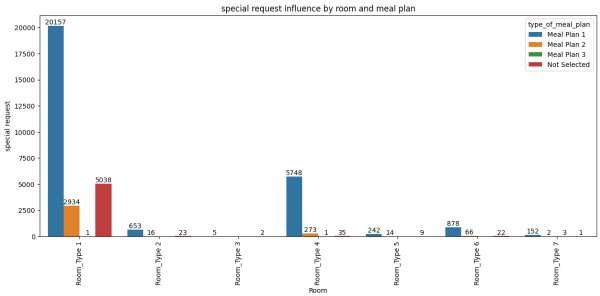 special request influence by room and meal plan
type_of_meal_plan
Meal Plan 1
Meal Plan 2
Meal Plan 3
Not Selected
special request
20000
17500
15000
12500
10000
7500
5000
2500
0
20157
2934
1
5038
653
16
23
5
2
5748
273
1
35
242
14
9
878
66
22
152
2
3
1
Room_Type 1
Room_Type 2
Room_Type 3
Room_Type 4
Room_Type 5
Room_Type 6
Room_Type 7
Room